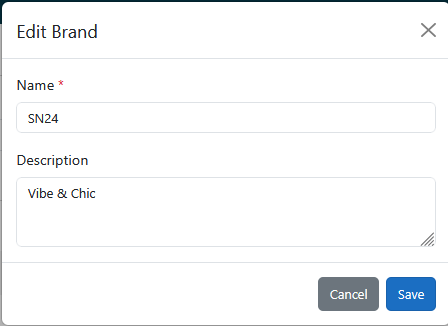 Edit Brand
Name *
SN24
Description
Vibe & Chic
Cancel Save